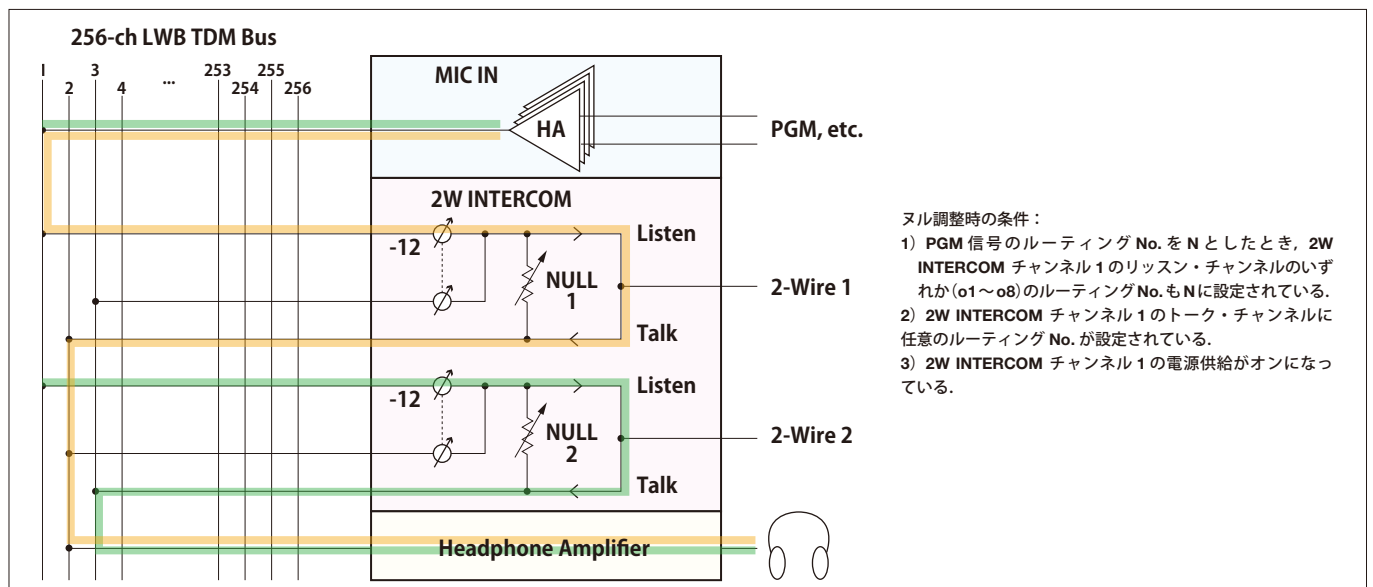 256-ch LWB TDM Bus
1 3 ... 253 255
2 4 254 256
MIC IN
HA
PGM, etc.
2W INTERCOM
-12
Listen
NULL
1
2-Wire 1
Talk
-12
Listen
NULL
2
2-Wire 2
Talk
Headphone Amplifier
ヌル調整時の条件：
1）PGM 信号のルーティング No. を N としたとき，2W
INTERCOM チャンネル 1 のリッスン・チャンネルのいず
れか（o1～o8）のルーティング No. も N に設定されている．
2）2W INTERCOM チャンネル 1 のトーク・チャンネルに
任意のルーティング No. が設定されている．
3）2W INTERCOM チャンネル 1 の電源供給がオンになっ
ている．